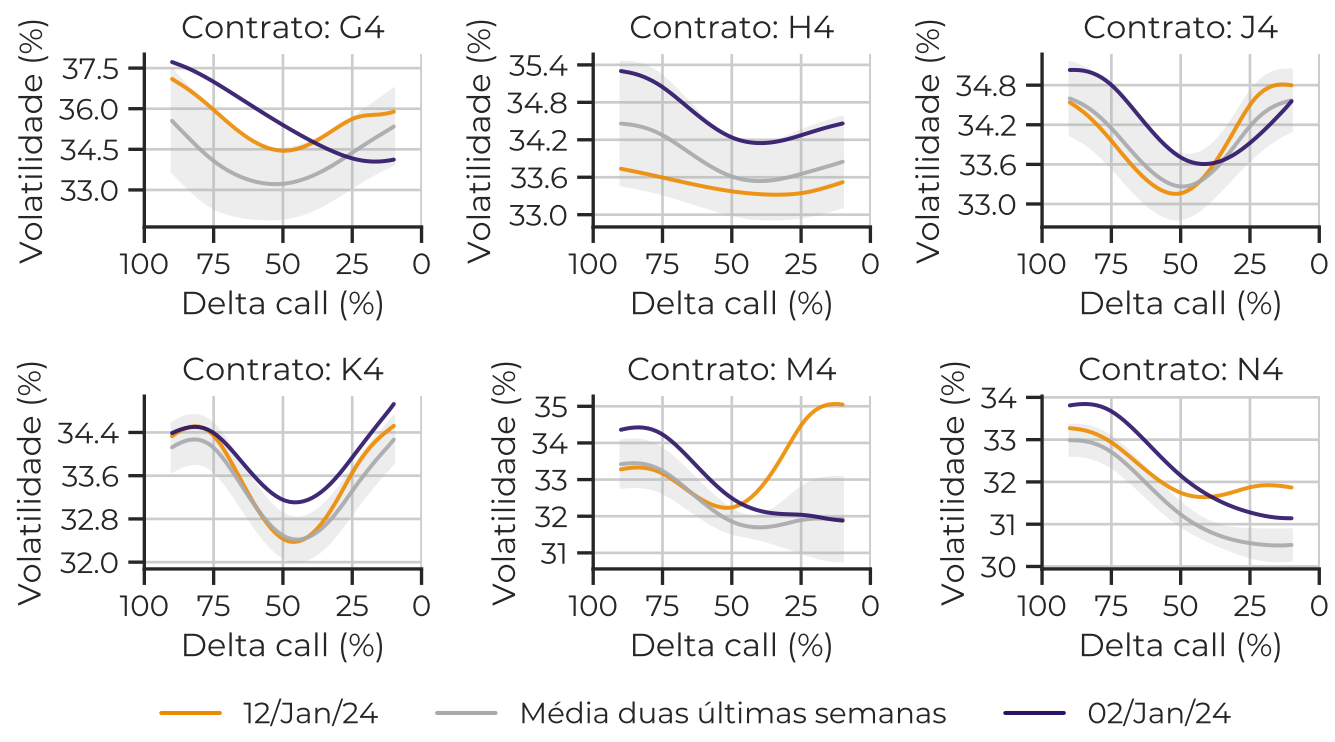 Contrato: G4
Volatilidade (%)
37.5
36.0
34.5
33.0
100 75 50 25 0
Delta call (%)
Contrato: H4
Volatilidade (%)
35.4
34.8
34.2
33.6
33.0
100 75 50 25 0
Delta call (%)
Contrato: J4
Volatilidade (%)
34.8
34.2
33.6
33.0
100 75 50 25 0
Delta call (%)
Contrato: K4
Volatilidade (%)
34.4
33.6
32.8
32.0
100 75 50 25 0
Delta call (%)
Contrato: M4
Volatilidade (%)
35
34
33
32
31
100 75 50 25 0
Delta call (%)
Contrato: N4
Volatilidade (%)
34
33
32
31
30
100 75 50 25 0
Delta call (%)
12/Jan/24 Média duas últimas semanas 02/Jan/24